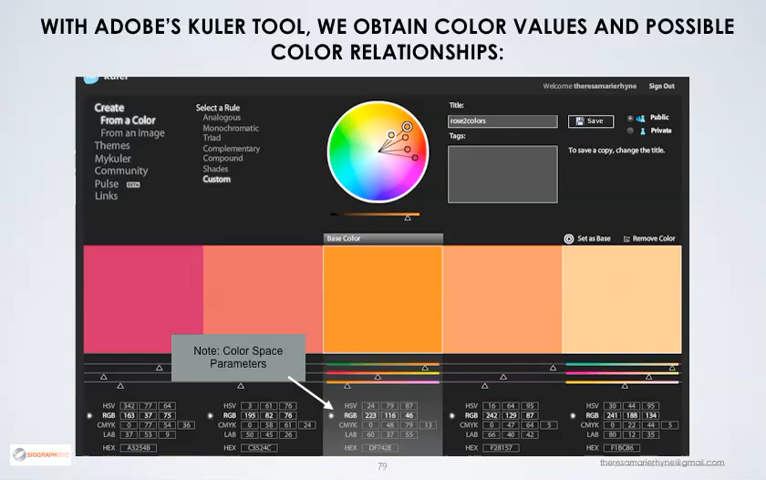 WITH ADOBE'S KULER TOOL, WE OBTAIN COLOR VALUES AND POSSIBLE
COLOR RELATIONSHIPS:
kuler
Welcome theresamarierhyne Sign Out
Create
From a Color
From an Image
Themes
Mykuler
Community
Pulse BETA
Links
Select a Rule
Analogous
Monochromatic
Triad
Complementary
Compound
Shades
Custom
Title:
rose2colors
Save
Public
Private
Tags:
To save a copy, change the title.
Base Color
Set as Base
Remove Color
Note: Color Space
Parameters
HSV 342 77 64
RGB 163 37 75
CMYK 0 77 54 36
LAB 37 53 9
HEX A3254B
HSV 3 61 76
RGB 195 82 76
CMYK 0 58 61 24
LAB 50 45 26
HEX C3524C
HSV 24 79 87
RGB 223 116 46
CMYK 0 48 79 13
LAB 60 37 55
HEX DF742E
HSV 16 64 95
RGB 242 129 87
CMYK 0 47 64 5
LAB 66 40 42
HEX F28157
HSV 30 44 95
RGB 241 188 134
CMYK 0 22 44 5
LAB 80 12 35
HEX F1BC86
79
theresamarierhyne@gmail.com